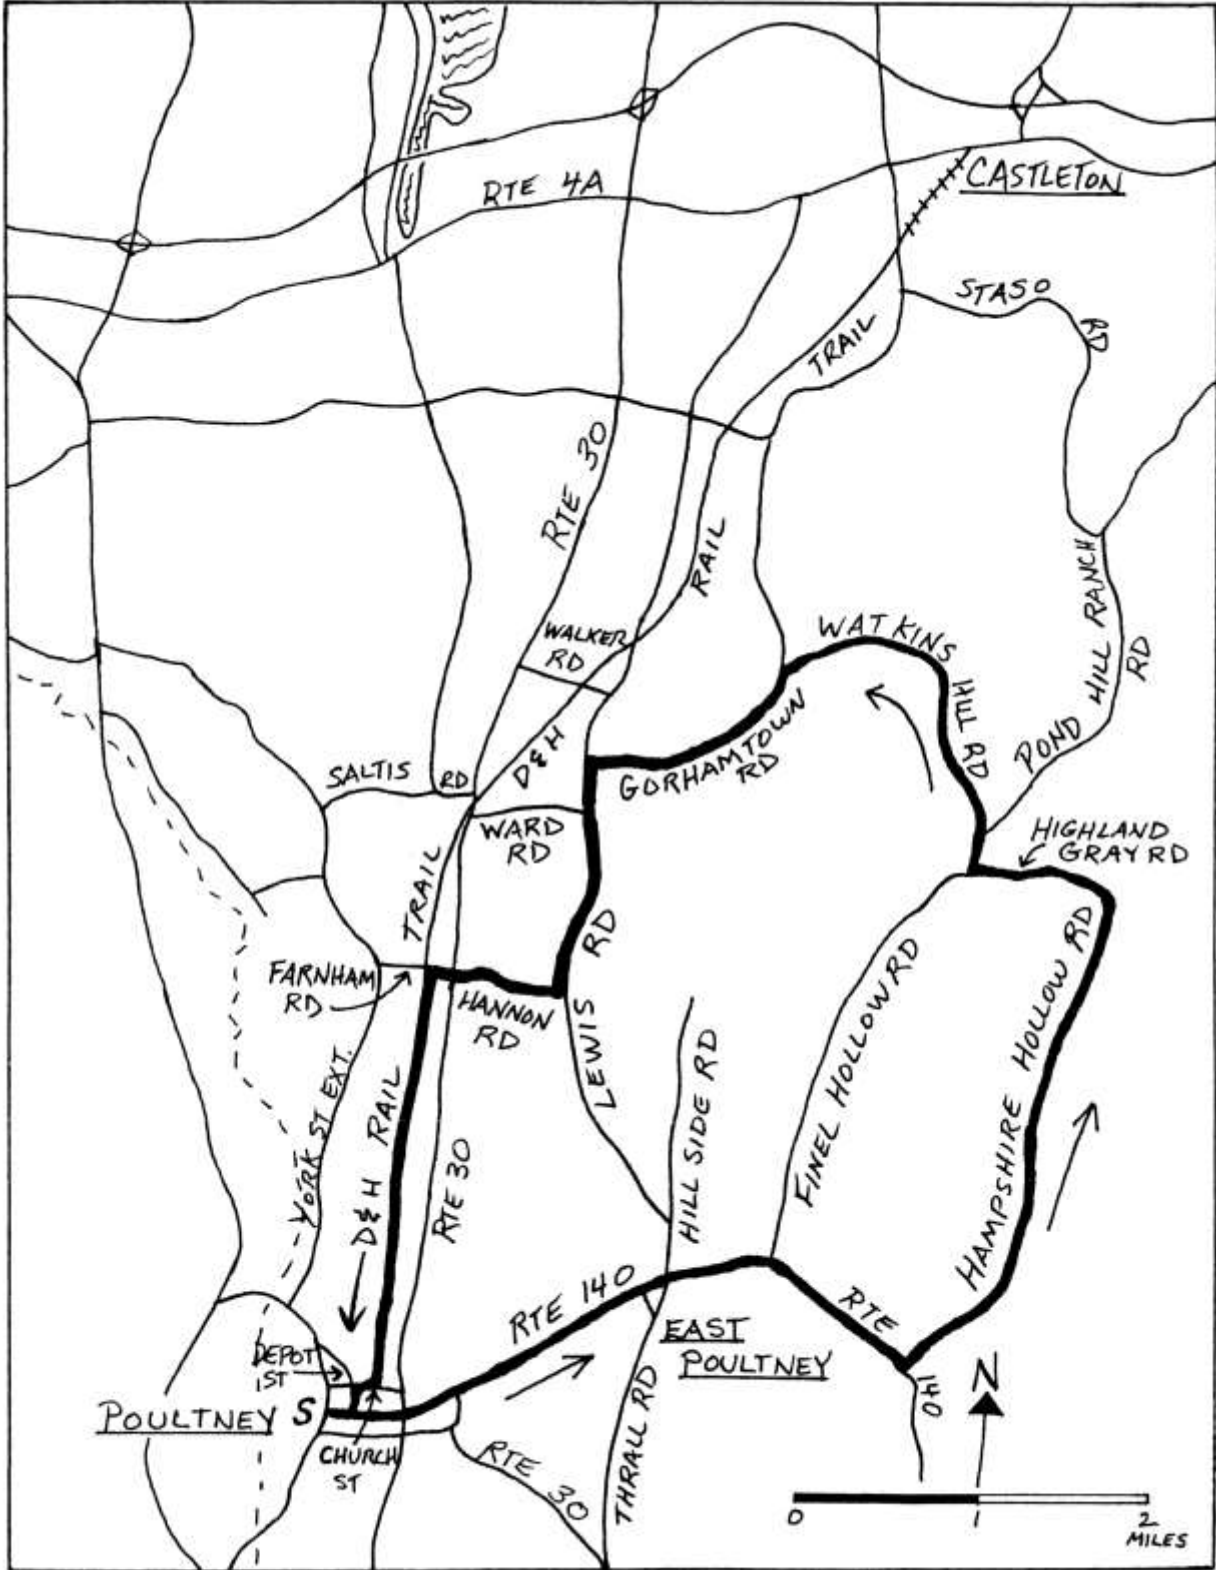 RTE 4A
CASTLETON
STASO
RD
TRAIL
RTE 30
RAIL
WALKER
RD
WATKINS
HILL RD
HILL RANCH
RD
POND
D&H
GORHAMTOWN
RD
SALTIS
RD
WARD
RD
HIGHLAND
GRAY RD
TRAIL
RD
FARNHAM
RD
HANNON
RD
LEWIS
HILL SIDE RD
FINEL HOLLOW RD
HAMPSHIRE HOLLOW RD
YORK ST EXT.
D&H RAIL
RTE 30
RTE 140
RTE
140
EAST
POULTNEY
DEPOT
ST
POULTNEY
S
CHURCH
ST
RTE 30
THRALL RD
N
0 1 2
MILES